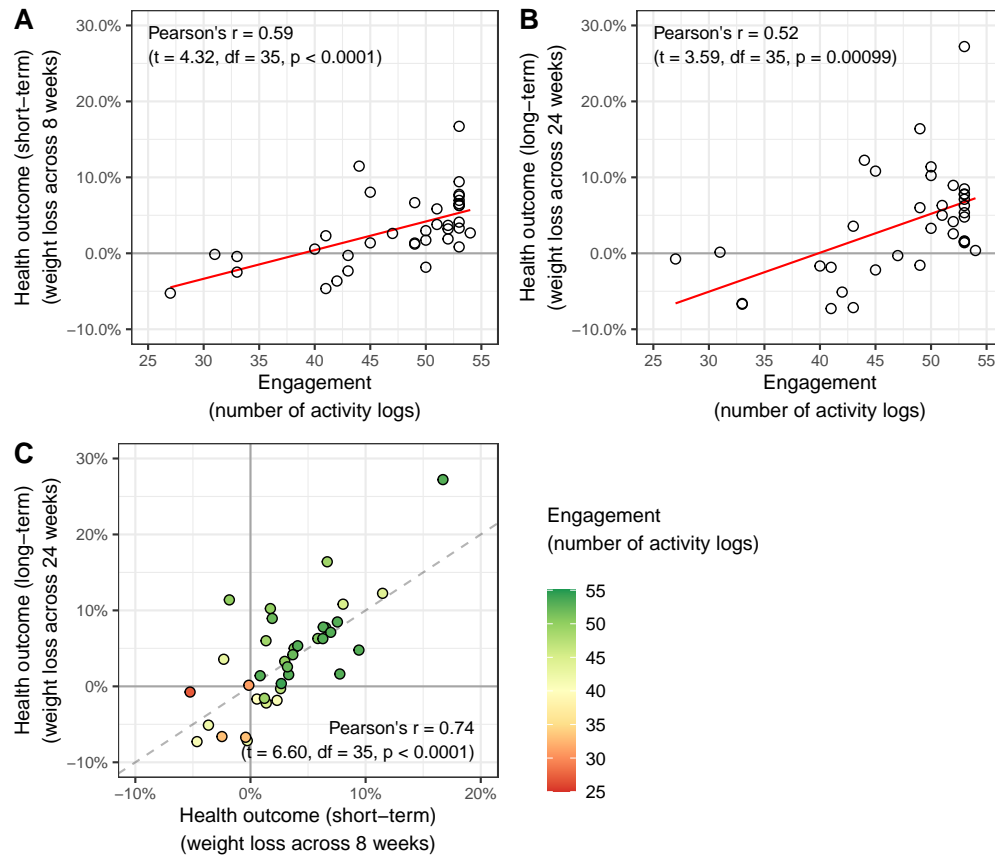 A
Health outcome (short−term)
(weight loss across 8 weeks)
30.0%
20.0%
10.0%
0.0%
−10.0%
Pearson's r = 0.59
(t = 4.32, df = 35, p < 0.0001)
25 30 35 40 45 50 55
Engagement
(number of activity logs)
B
Health outcome (long−term)
(weight loss across 24 weeks)
30.0%
20.0%
10.0%
0.0%
−10.0%
Pearson's r = 0.52
(t = 3.59, df = 35, p = 0.00099)
25 30 35 40 45 50 55
Engagement
(number of activity logs)
C
Health outcome (long−term)
(weight loss across 24 weeks)
30%
20%
10%
0%
−10%
Pearson's r = 0.74
(t = 6.60, df = 35, p < 0.0001)
−10% 0% 10% 20%
Health outcome (short−term)
(weight loss across 8 weeks)
Engagement
(number of activity logs)
55
50
45
40
35
30
25